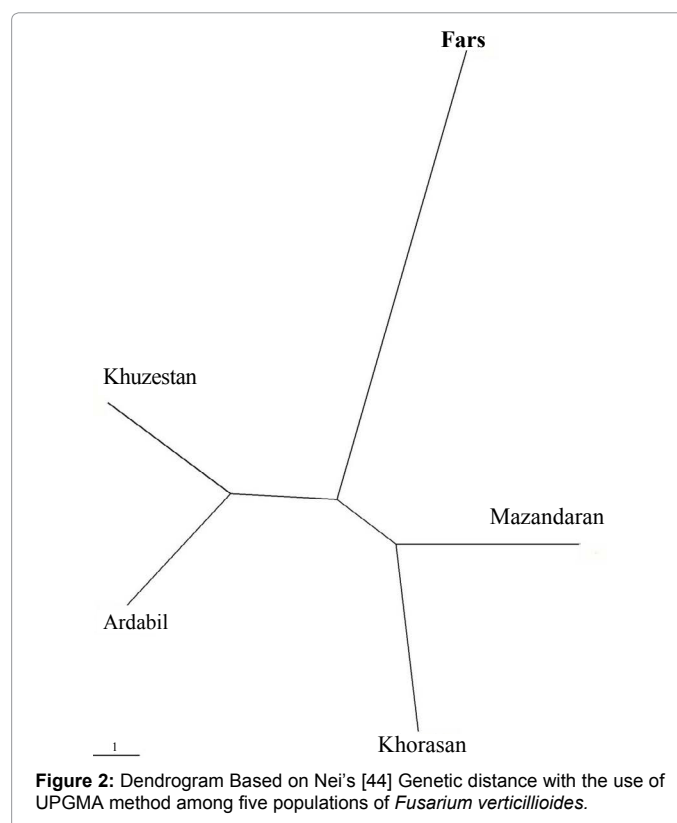 Fars
Khuzestan
Mazandaran
Ardabil
Khorasan
1
Figure 2: Dendrogram Based on Nei's [44] Genetic distance with the use of
UPGMA method among five populations of Fusarium verticillioides.